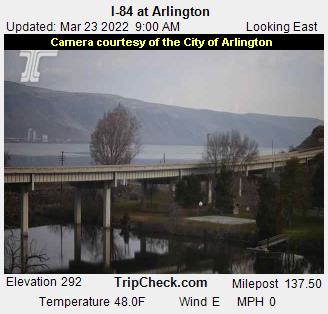 I-84 at Arlington
Updated: Mar 23 2022 9:00 AM Looking East
Camera courtesy of the City of Arlington
Elevation 292 TripCheck.com Milepost 137.50
Temperature 48.0F Wind E MPH 0